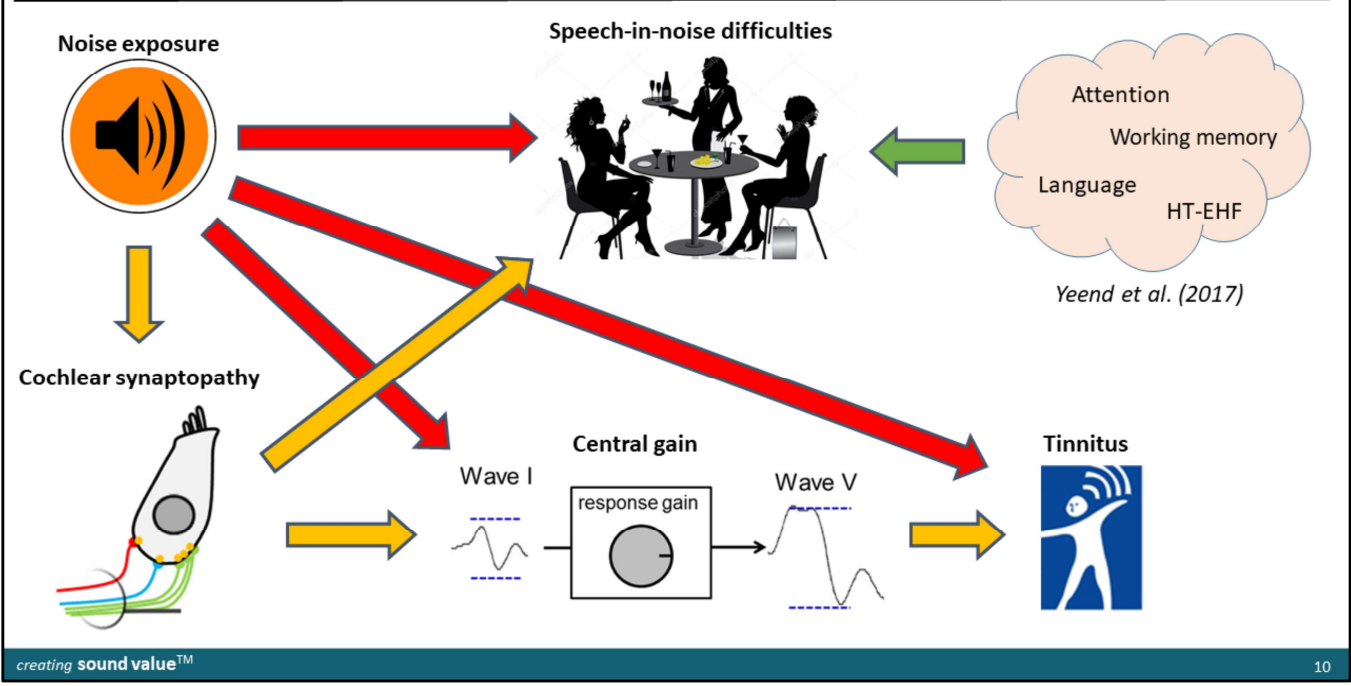 Noise exposure
Speech-in-noise difficulties
Attention
Working memory
Language
HT-EHF
Yeend et al. (2017)
Cochlear synaptopathy
Central gain
Tinnitus
Wave I
response gain
Wave V
creating sound value™
10